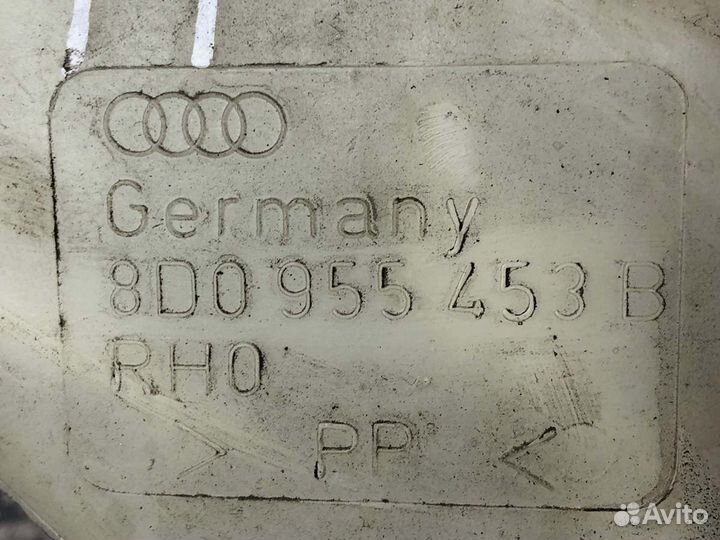 Germany
8D0 955 453 B
RH0
> PP <
Avito